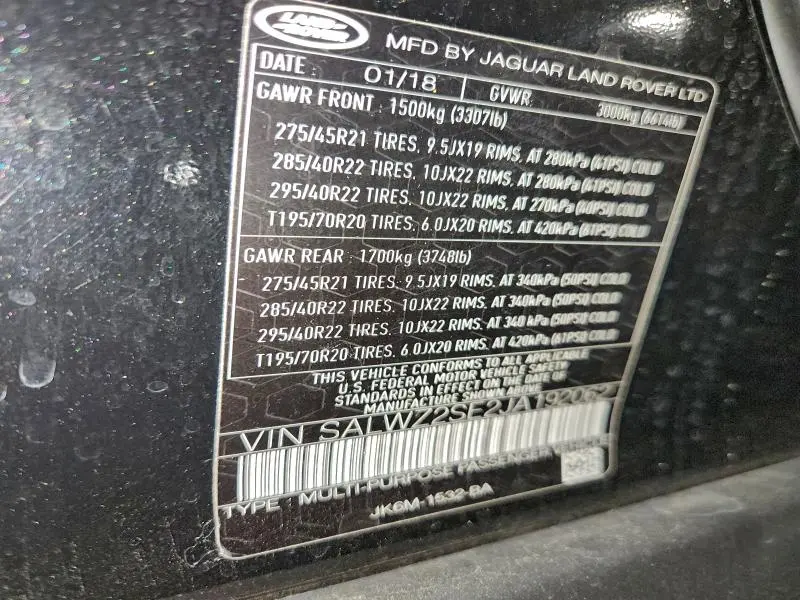 LAND ROVER
MFD BY JAGUAR LAND ROVER LTD
DATE : 01/18 GVWR 3000kg (6614lb)
GAWR FRONT : 1500kg (3307lb)
275/45R21 TIRES, 9.5JX19 RIMS, AT 280kPa (41PSI) COLD
285/40R22 TIRES, 10JX22 RIMS, AT 280kPa (41PSI) COLD
295/40R22 TIRES, 10JX22 RIMS, AT 270kPa (40PSI) COLD
T195/70R20 TIRES, 6.0JX20 RIMS, AT 420kPa (61PSI) COLD
GAWR REAR : 1700kg (3748lb)
275/45R21 TIRES, 9.5JX19 RIMS, AT 340kPa (50PSI) COLD
285/40R22 TIRES, 10JX22 RIMS, AT 340kPa (50PSI) COLD
295/40R22 TIRES, 10JX22 RIMS, AT 340 kPa (50PSI) COLD
T195/70R20 TIRES, 6.0JX20 RIMS, AT 420kPa (61PSI) COLD
THIS VEHICLE CONFORMS TO ALL APPLICABLE
U.S. FEDERAL MOTOR VEHICLE SAFETY
STANDARDS IN EFFECT ON THE DATE OF
MANUFACTURE SHOWN ABOVE
VIN SALWZ2SE2JA192062
TYPE : MULTI-PURPOSE PASSENGER VEHICLE
JK6M-1532-BA